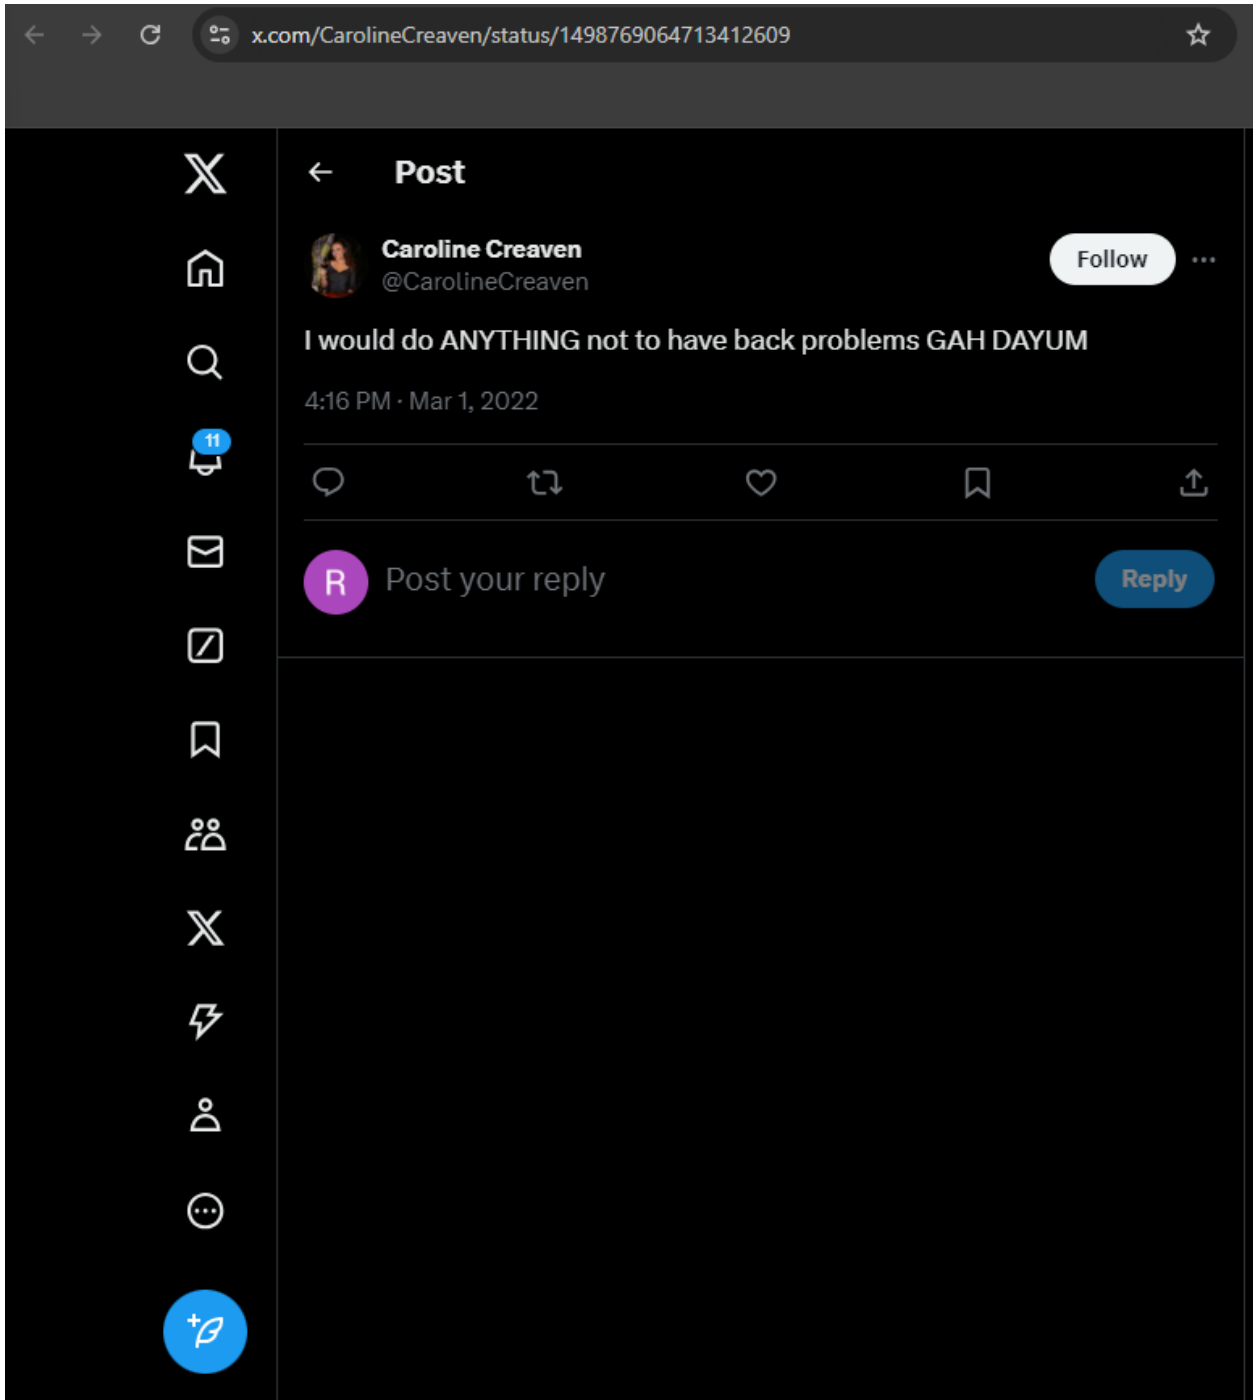 x.com/CarolineCreaven/status/1498769064713412609
Post
Caroline Creaven
@CarolineCreaven
Follow
I would do ANYTHING not to have back problems GAH DAYUM
4:16 PM · Mar 1, 2022
11
R
Post your reply
Reply